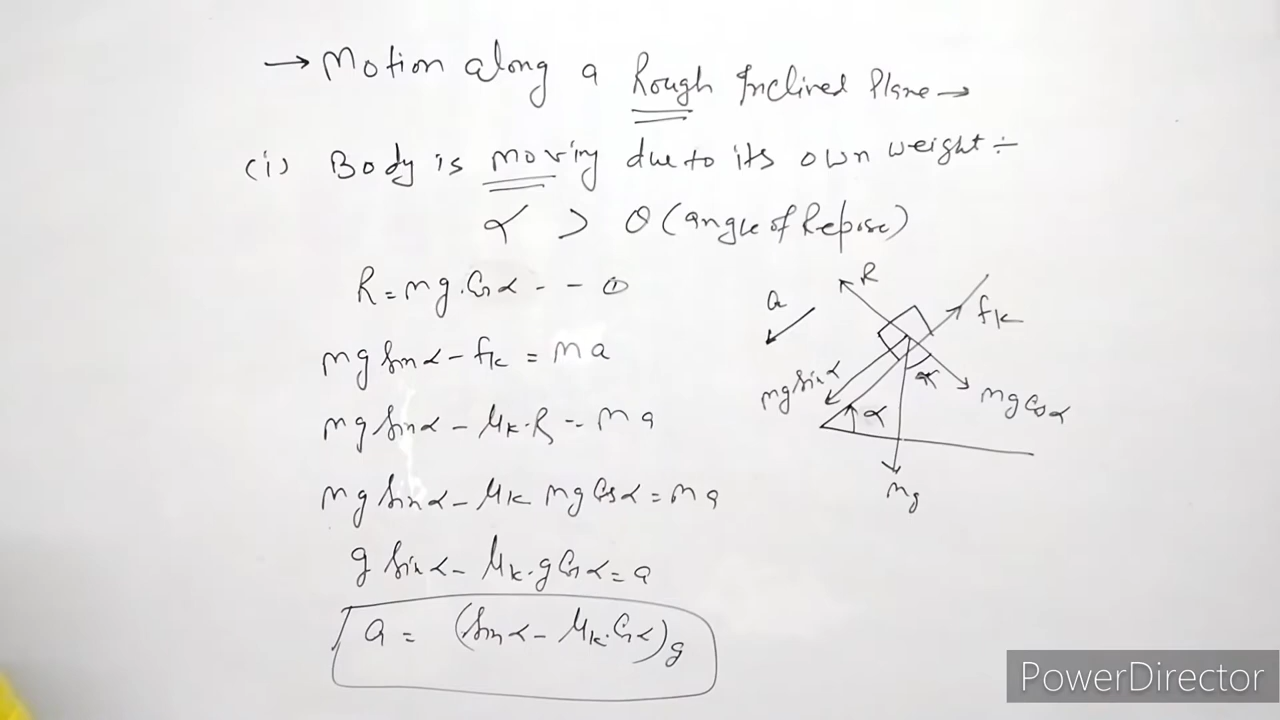 → Motion along a Rough Inclined Plane →
(i) Body is moving due to its own weight ÷
α > θ (angle of Repose)
R = mg.Cosα - - ①
mg Sinα - fk = ma
mg Sinα - μk.R = ma
mg Sinα - μk mg Cosα = ma
g Sinα - μk.g Cosα = a
a = (Sinα - μk.Cosα)g
R
a
fk
mg Sinα
α
mg Cosα
α
mg
PowerDirector